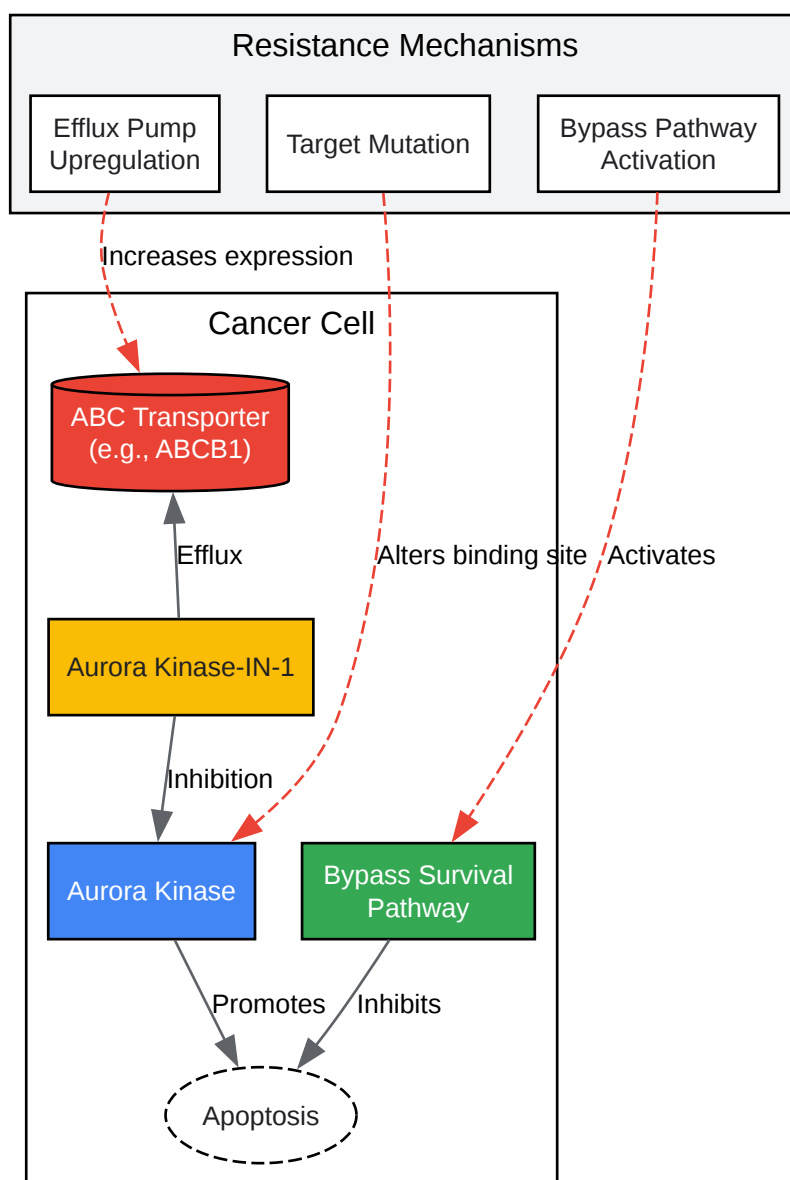 Resistance Mechanisms
Efflux Pump
Upregulation
Target Mutation
Bypass Pathway
Activation
Increases expression
Cancer Cell
ABC Transporter
(e.g., ABCB1)
Efflux
Alters binding site
Activates
Aurora Kinase-IN-1
Inhibition
Aurora Kinase
Bypass Survival
Pathway
Promotes
Inhibits
Apoptosis